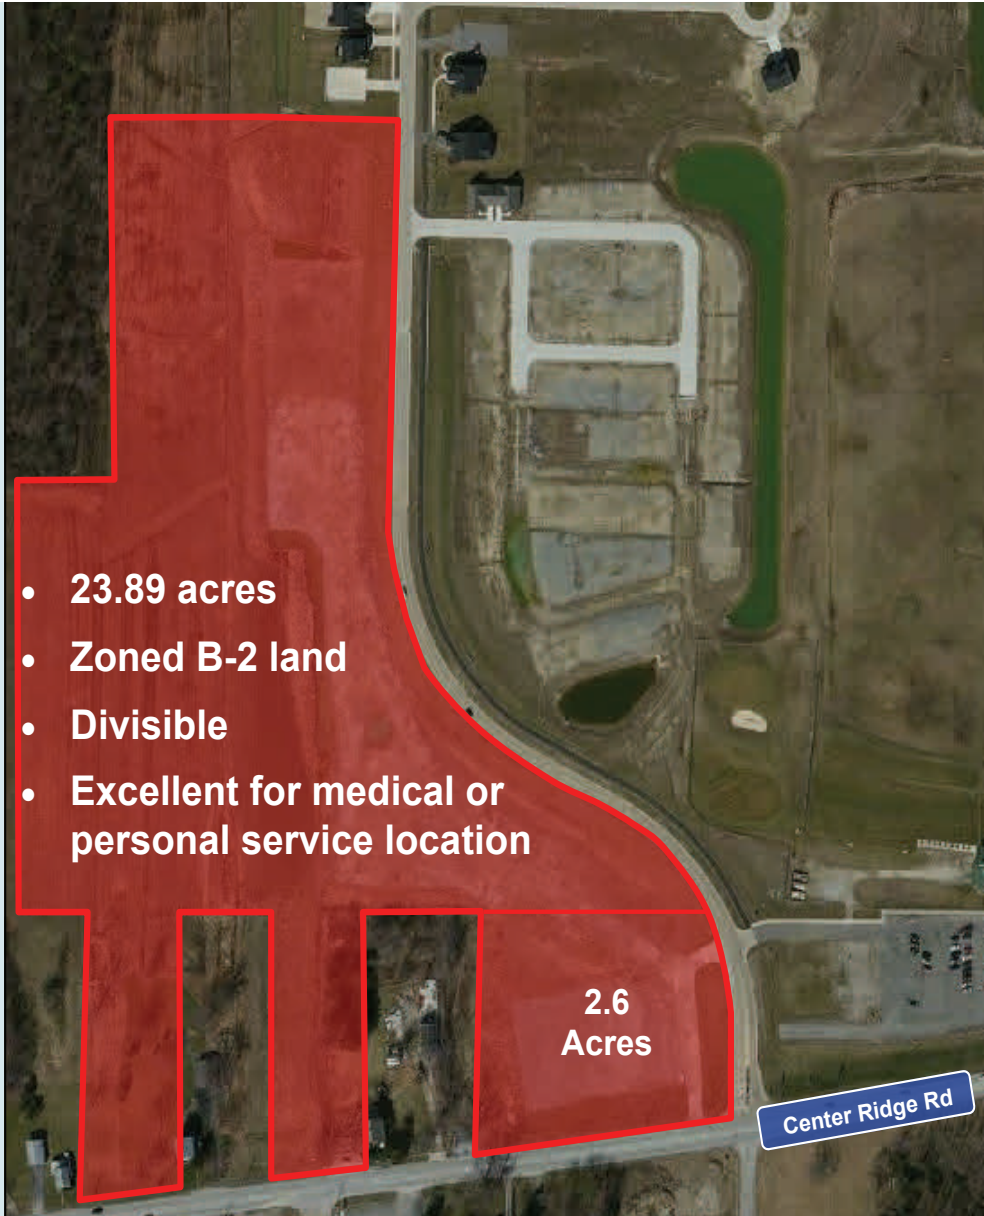 • 23.89 acres
• Zoned B-2 land
• Divisible
• Excellent for medical or
personal service location
2.6
Acres
Center Ridge Rd